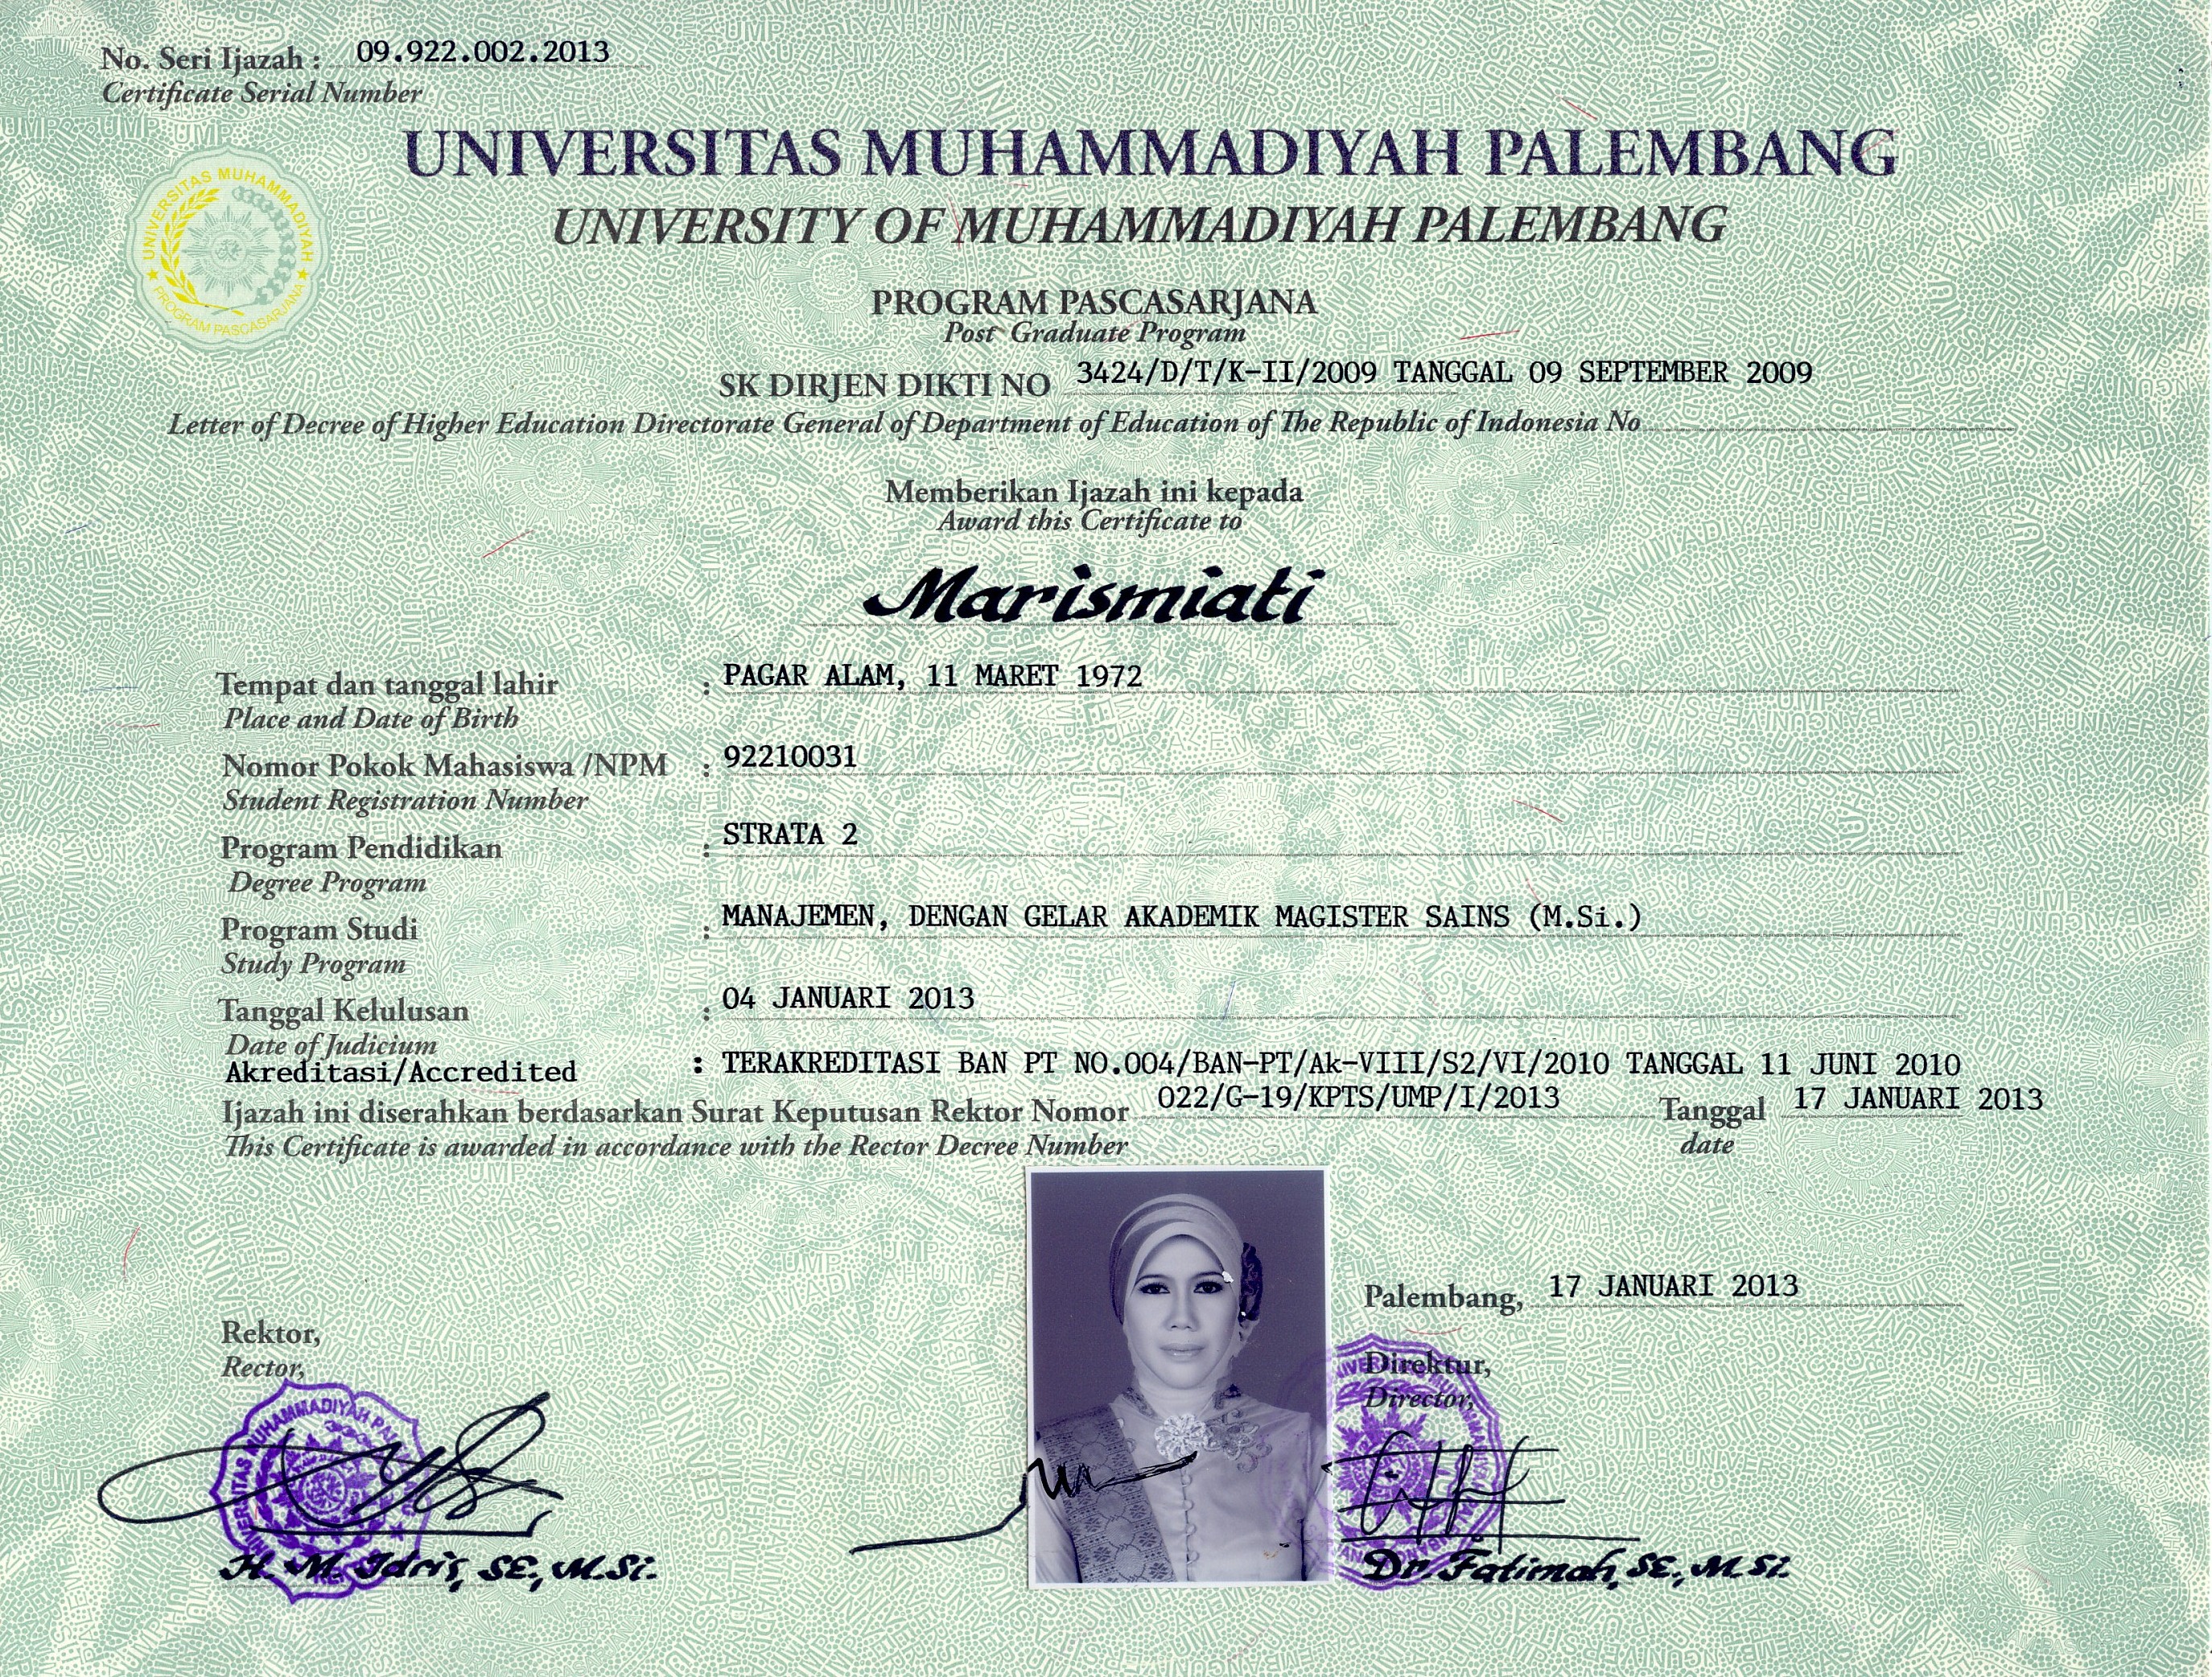 No. Seri Ijazah : 09.922.002.2013
Certificate Serial Number
UNIVERSITAS MUHAMMADIYAH PALEMBANG
UNIVERSITY OF MUHAMMADIYAH PALEMBANG
UNIVERSITAS MUHAMMADIYAH
PROGRAM PASCASARJANA
PROGRAM PASCASARJANA
Post Graduate Program
SK DIRJEN DIKTI NO 3424/D/T/K-II/2009 TANGGAL 09 SEPTEMBER 2009
Letter of Decree of Higher Education Directorate General of Department of Education of The Republic of Indonesia No
Memberikan Ijazah ini kepada
Award this Certificate to
Marismiati
Tempat dan tanggal lahir : PAGAR ALAM, 11 MARET 1972
Place and Date of Birth
Nomor Pokok Mahasiswa /NPM : 92210031
Student Registration Number
Program Pendidikan : STRATA 2
Degree Program
Program Studi : MANAJEMEN, DENGAN GELAR AKADEMIK MAGISTER SAINS (M.Si.)
Study Program
Tanggal Kelulusan : 04 JANUARI 2013
Date of Judicium
Akreditasi/Accredited : TERAKREDITASI BAN PT NO.004/BAN-PT/Ak-VIII/S2/VI/2010 TANGGAL 11 JUNI 2010
Ijazah ini diserahkan berdasarkan Surat Keputusan Rektor Nomor 022/G-19/KPTS/UMP/I/2013 Tanggal 17 JANUARI 2013
This Certificate is awarded in accordance with the Rector Decree Number date
Palembang, 17 JANUARI 2013
Rektor,
Rector,
Direktur,
Director,
H. M. Idris, SE, M.Si.
Dr. Fatimah, SE, M.Si.